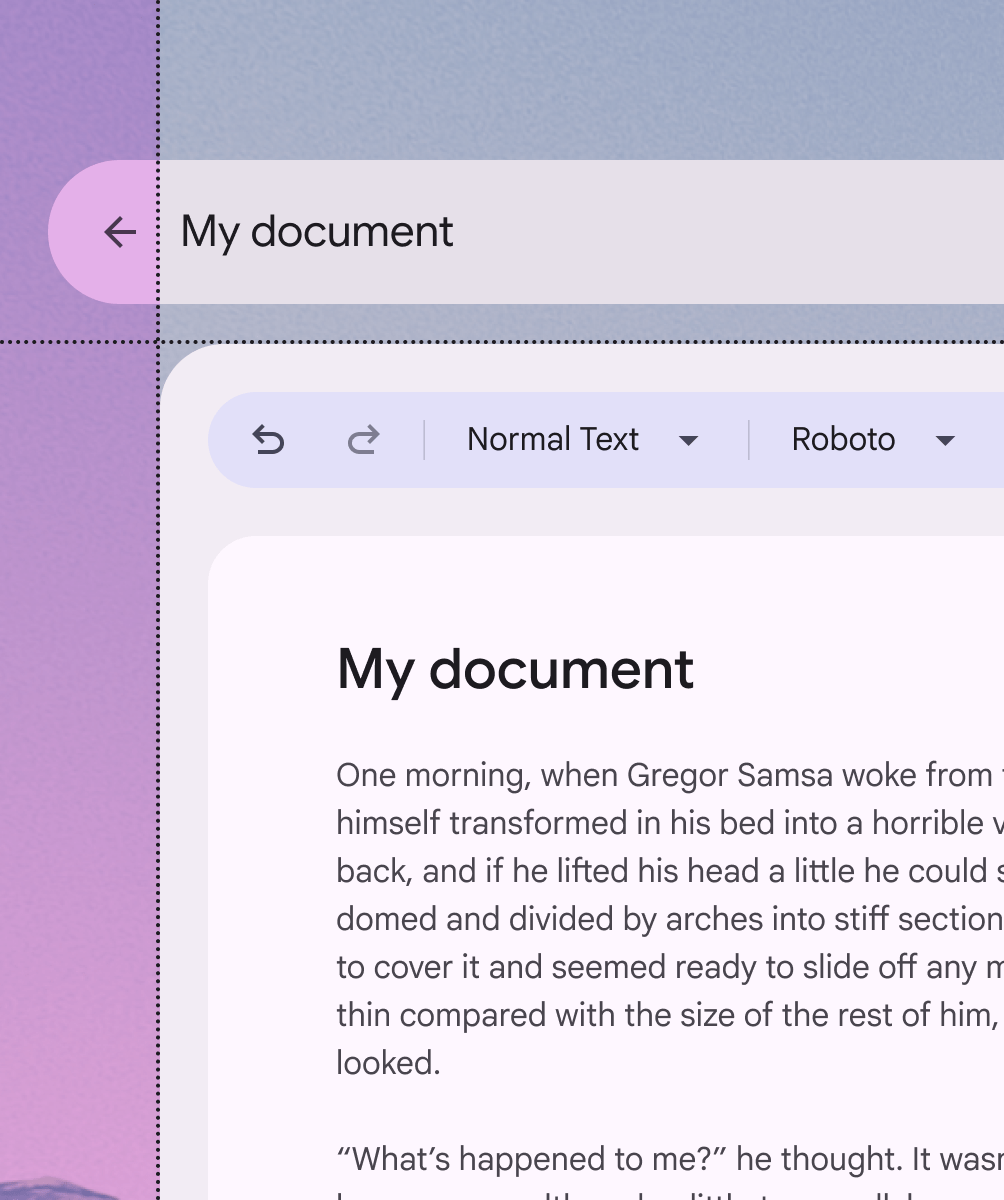 My document
Normal Text
Roboto
My document
One morning, when Gregor Samsa woke from
himself transformed in his bed into a horrible
back, and if he lifted his head a little he could
domed and divided by arches into stiff section
to cover it and seemed ready to slide off any
thin compared with the size of the rest of him,
looked.
“What’s happened to me?” he thought. It